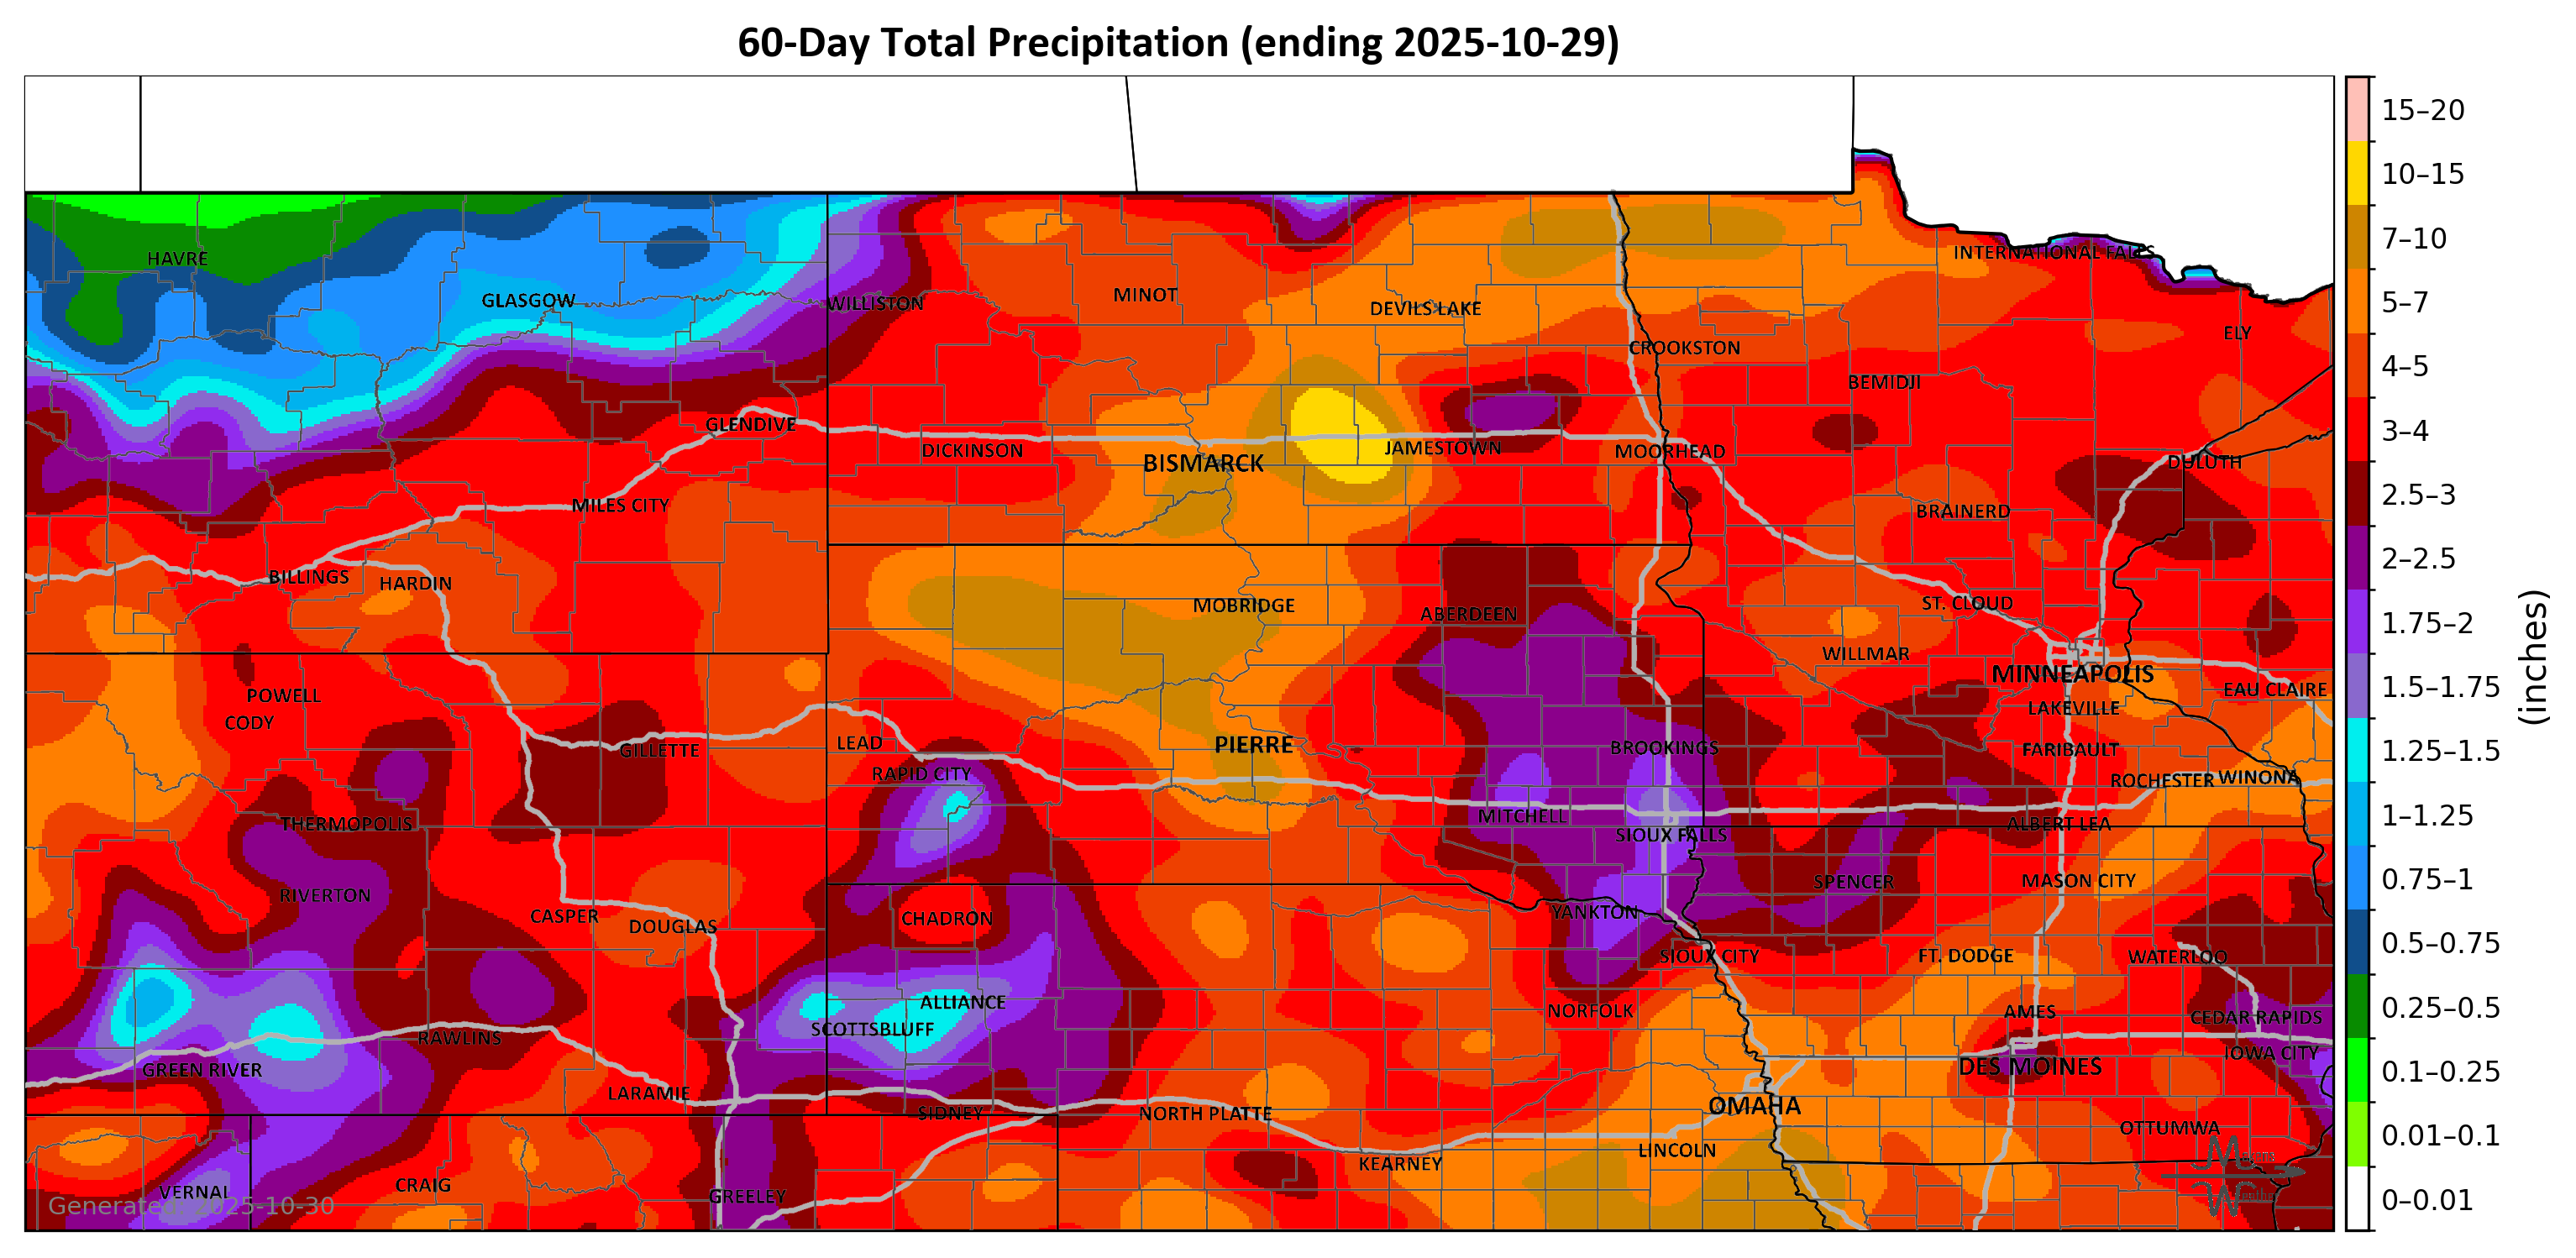 60-Day Total Precipitation (ending 2025-10-29)
15–20
10–15
7–10
5–7
4–5
3–4
2.5–3
2–2.5
1.75–2
1.5–1.75
1.25–1.5
1–1.25
0.75–1
0.5–0.75
0.25–0.5
0.1–0.25
0.01–0.1
0–0.01
(inches)
INTERNATIONAL FALLS
HAVRE
GLASGOW
WILLISTON
MINOT
DEVILS LAKE
CROOKSTON
ELY
BEMIDJI
GLENDIVE
DICKINSON
BISMARCK
JAMESTOWN
MOORHEAD
DULUTH
MILES CITY
BRAINERD
BILLINGS
HARDIN
MOBRIDGE
ABERDEEN
ST. CLOUD
WILLMAR
MINNEAPOLIS
EAU CLAIRE
POWELL
CODY
LAKEVILLE
GILLETTE
LEAD
PIERRE
BROOKINGS
FARIBAULT
RAPID CITY
ROCHESTER
WINONA
THERMOPOLIS
MITCHELL
SIOUX FALLS
ALBERT LEA
RIVERTON
SPENCER
MASON CITY
CASPER
DOUGLAS
CHADRON
YANKTON
SIOUX CITY
FT. DODGE
WATERLOO
ALLIANCE
SCOTTSBLUFF
NORFOLK
AMES
CEDAR RAPIDS
RAWLINS
GREEN RIVER
DES MOINES
IOWA CITY
LARAMIE
SIDNEY
NORTH PLATTE
OMAHA
OTTUMWA
LINCOLN
KEARNEY
VERNAL
CRAIG
GREELEY
Generated: 2025-10-30